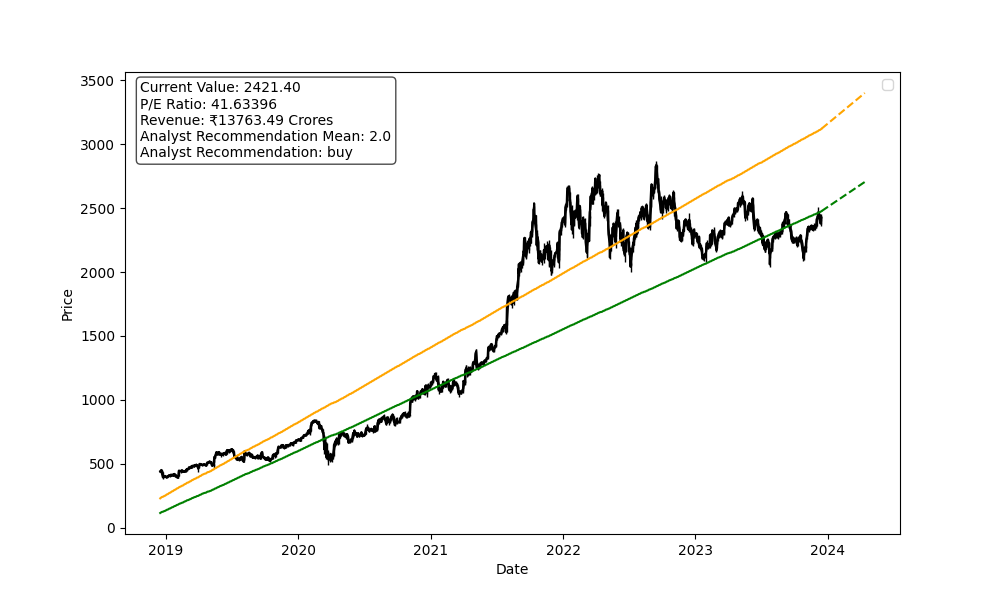 Current Value: 2421.40
P/E Ratio: 41.63396
Revenue: ₹13763.49 Crores
Analyst Recommendation Mean: 2.0
Analyst Recommendation: buy
3500
3000
2500
2000
1500
1000
500
0
Price
2019 2020 2021 2022 2023 2024
Date